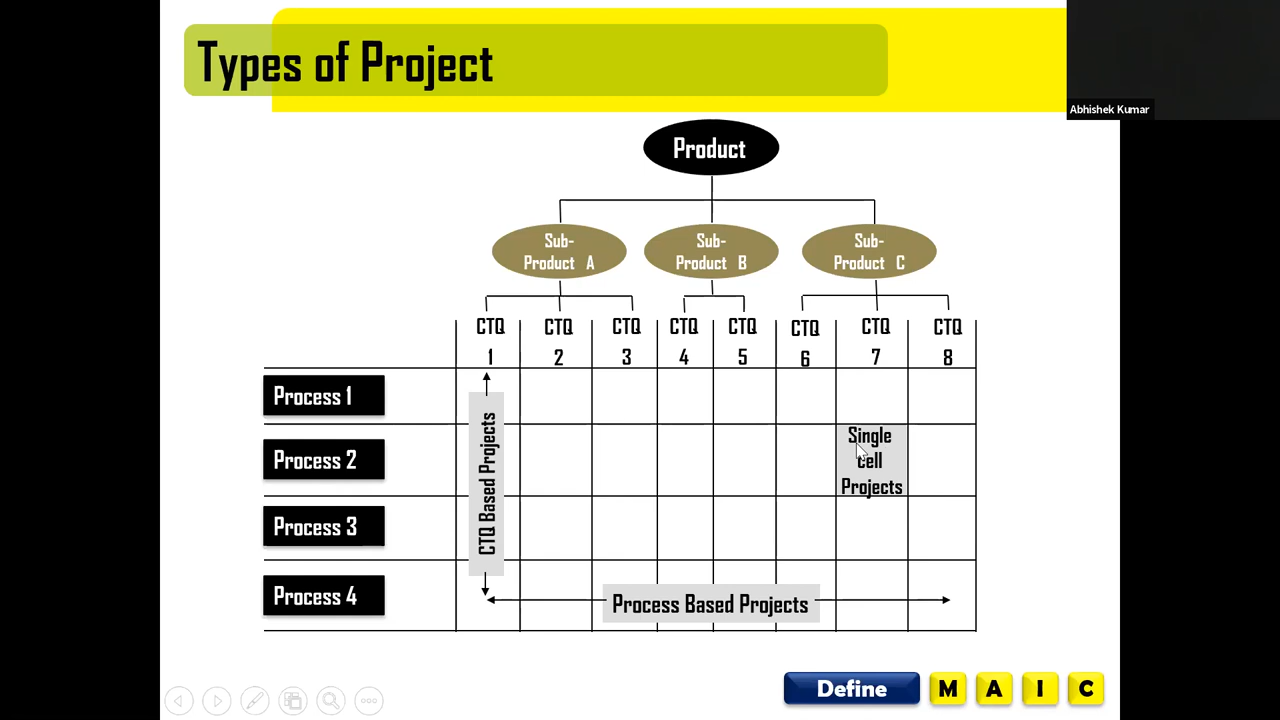 Types of Project
Abhishek Kumar
Product
Sub-
Product A
Sub-
Product B
Sub-
Product C
CTQ
1
CTQ
2
CTQ
3
CTQ
4
CTQ
5
CTQ
6
CTQ
7
CTQ
8
Process 1
Process 2
Process 3
Process 4
CTQ Based Projects
Single
cell
Projects
Process Based Projects
Define
M
A
I
C